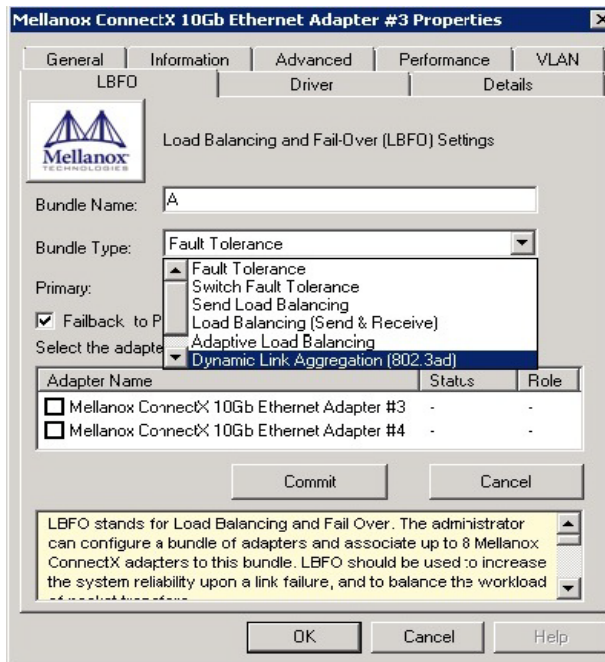 Mellanox ConnectX 10Gb Ethernet Adapter #3 Properties
General Information Advanced Performance VLAN
LBFO Driver Details
Mellanox
TECHNOLOGIES
Load Balancing and Fail-Over (LBFO) Settings
Bundle Name: A
Bundle Type: Fault Tolerance
Fault Tolerance
Switch Fault Tolerance
Primary:
Send Load Balancing
Load Balancing (Send & Receive)
Failback to P
Adaptive Load Balancing
Select the adapte
Dynamic Link Aggregation (802.3ad)
Adapter Name Status Role
Mellanox ConnectX 10Gb Ethernet Adapter #3 - -
Mellanox ConnectX 10Gb Ethernet Adapter #4 - -
Commit Cancel
LBFO stands for Load Balancing and Fail Over. The administrator
can configure a bundle of adapters and associate up to 8 Mellanox
ConnectX adapters to this bundle. LBFO should be used to increase
the system reliability upon a link failure, and to balance the workload
OK Cancel Help